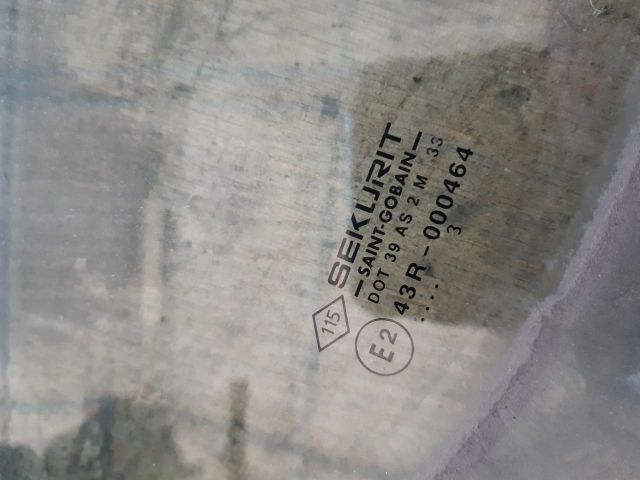 SEKURIT
—SAINT-GOBAIN—
DOT 39 AS 2 M 33
43R-000464
.... 3
115
E2